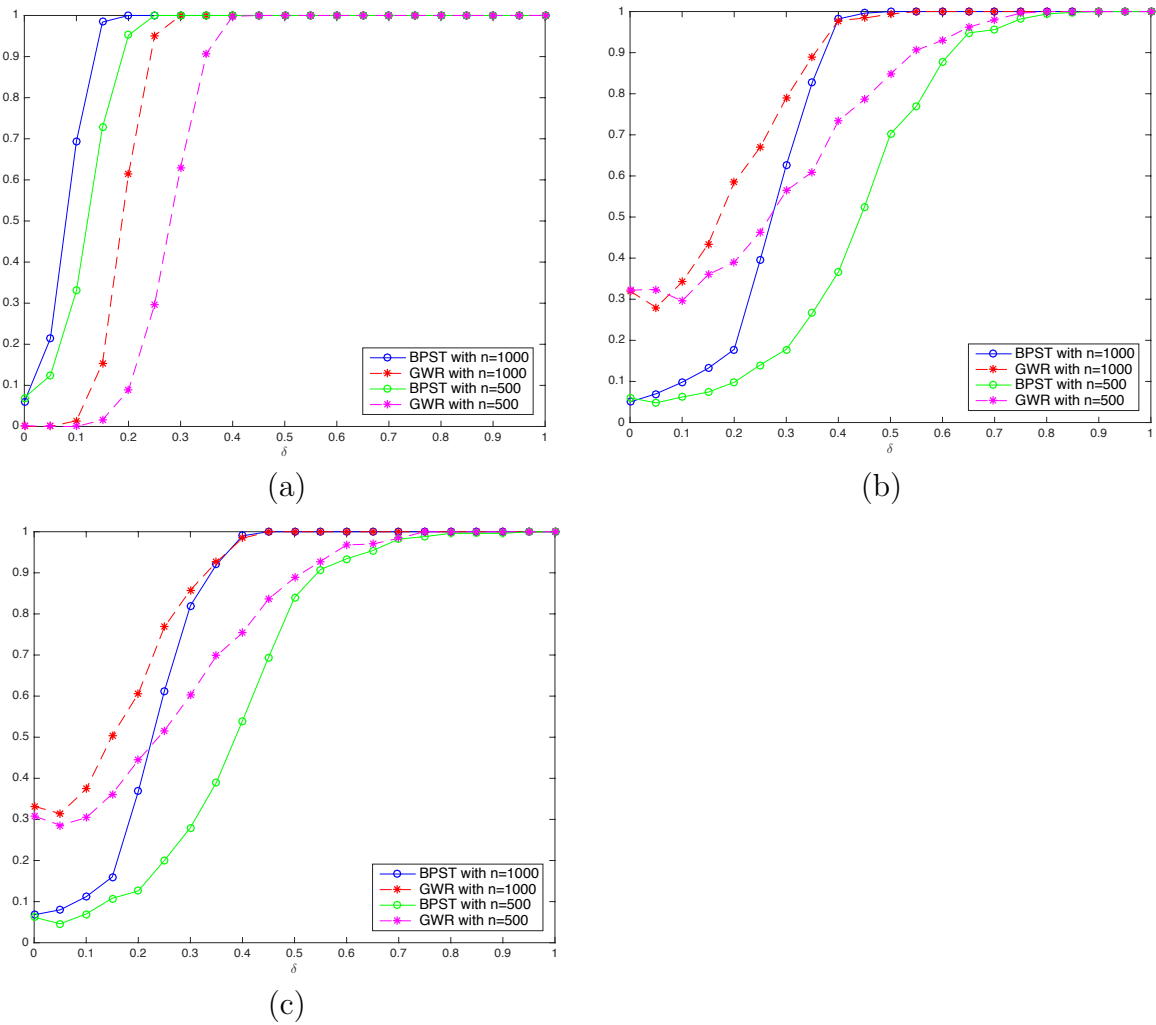 1
0.9
0.8
0.7
0.6
0.5
0.4
0.3
0.2
0.1
0
0 0.1 0.2 0.3 0.4 0.5 0.6 0.7 0.8 0.9 1
δ
BPST with n=1000
GWR with n=1000
BPST with n=500
GWR with n=500
(a)
1
0.9
0.8
0.7
0.6
0.5
0.4
0.3
0.2
0.1
0
0 0.1 0.2 0.3 0.4 0.5 0.6 0.7 0.8 0.9 1
δ
BPST with n=1000
GWR with n=1000
BPST with n=500
GWR with n=500
(b)
1
0.9
0.8
0.7
0.6
0.5
0.4
0.3
0.2
0.1
0
0 0.1 0.2 0.3 0.4 0.5 0.6 0.7 0.8 0.9 1
δ
BPST with n=1000
GWR with n=1000
BPST with n=500
GWR with n=500
(c)